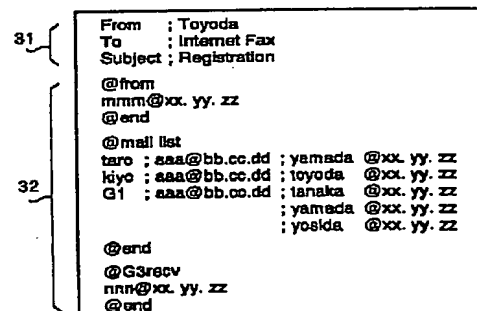 31
From ; Toyoda
To ; Internet Fax
Subject ; Registration
32
@from
mmm@xx. yy. zz
@end
@mail list
taro ; aaa@bb.cc.dd ; yamada @xx. yy. zz
kiyo ; aaa@bb.cc.dd ; toyoda @xx. yy. zz
G1 ; aaa@bb.cc.dd ; tanaka @xx. yy. zz
; yamada @xx. yy. zz
; yosida @xx. yy. zz
@end
@G3recv
nnn@xx. yy. zz
@end